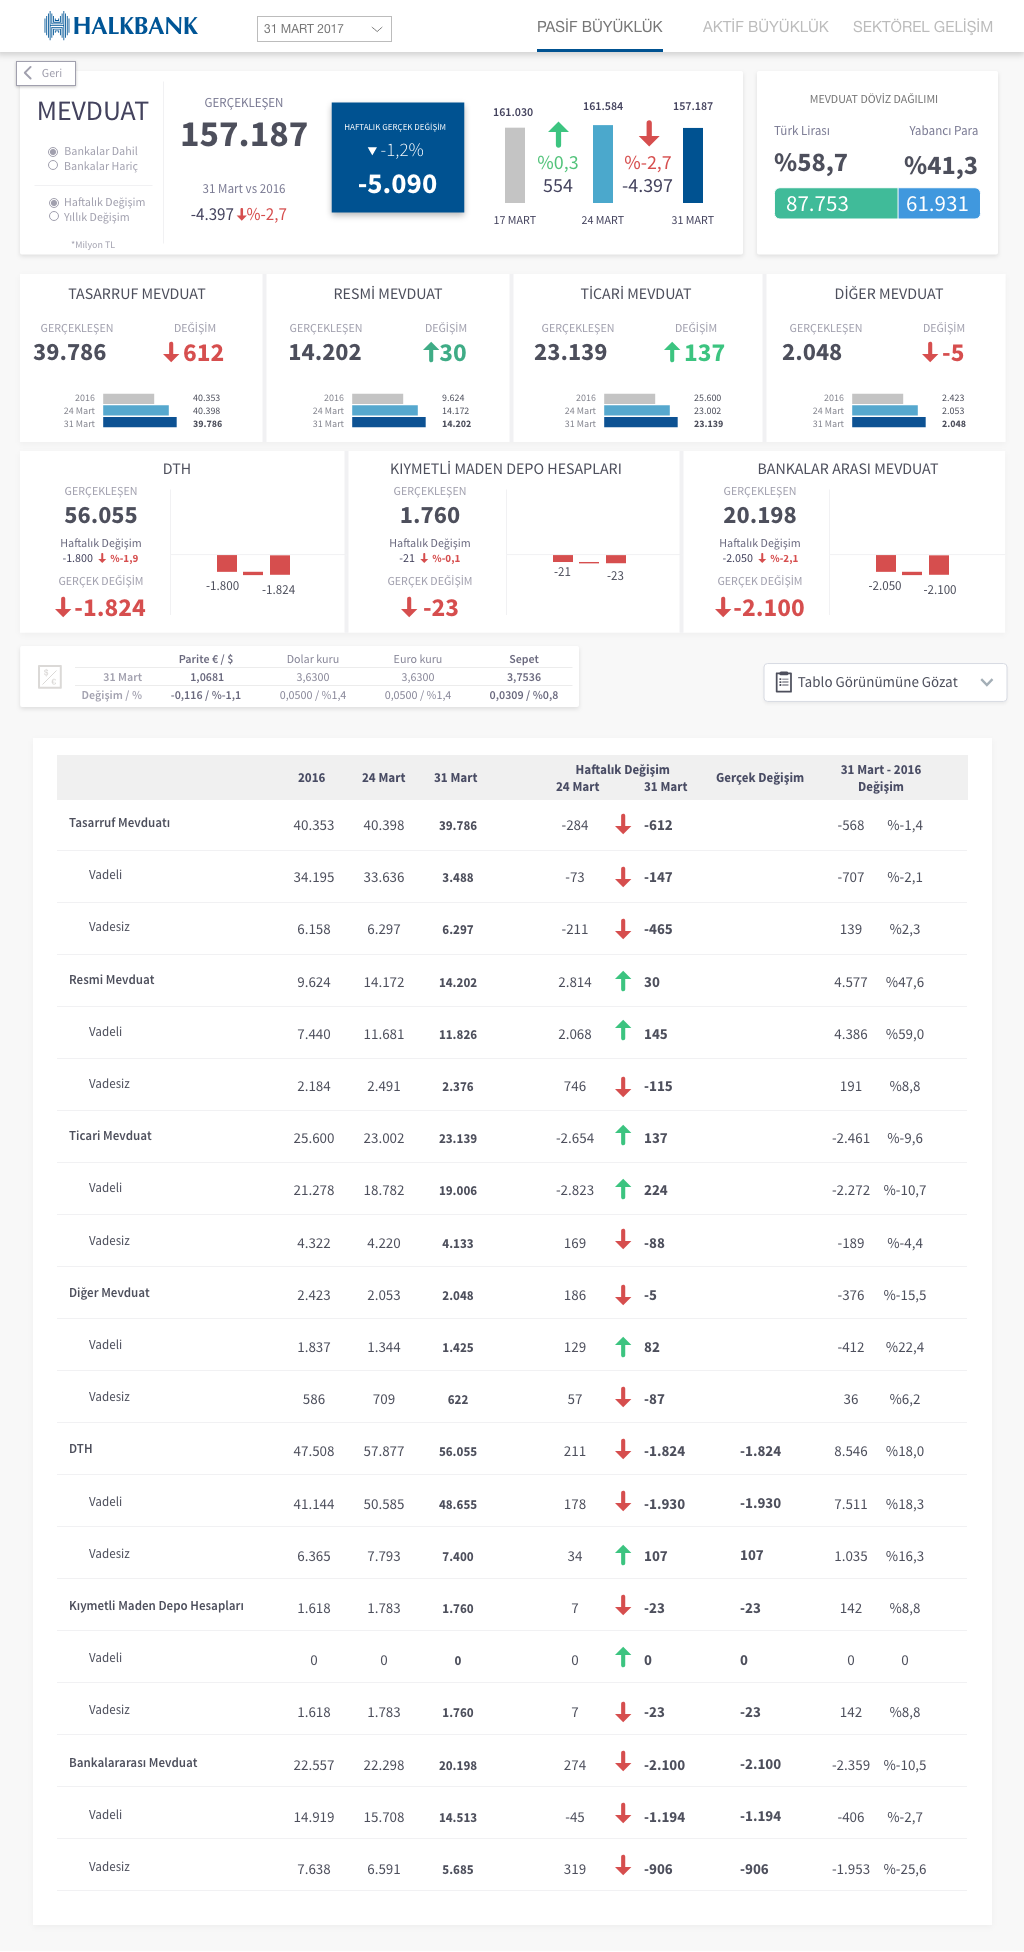 HALKBANK
31 MART 2017
PASİF BÜYÜKLÜK AKTİF BÜYÜKLÜK SEKTÖREL GELİŞİM
Geri
MEVDUAT
Bankalar Dahil
Bankalar Hariç
Haftalık Değişim
Yıllık Değişim
*Milyon TL
GERÇEKLEŞEN
157.187
31 Mart vs 2016
-4.397 %-2,7
HAFTALIK GERÇEK DEĞİŞİM
-1,2%
-5.090
161.030 161.584 157.187
%0,3 %-2,7
554 -4.397
17 MART 24 MART 31 MART
MEVDUAT DÖVİZ DAĞILIMI
Türk Lirası Yabancı Para
%58,7 %41,3
87.753 61.931
TASARRUF MEVDUAT
GERÇEKLEŞEN DEĞİŞİM
39.786 612
2016 40.353
24 Mart 40.398
31 Mart 39.786
RESMİ MEVDUAT
GERÇEKLEŞEN DEĞİŞİM
14.202 30
2016 9.624
24 Mart 14.172
31 Mart 14.202
TİCARİ MEVDUAT
GERÇEKLEŞEN DEĞİŞİM
23.139 137
2016 25.600
24 Mart 23.002
31 Mart 23.139
DİĞER MEVDUAT
GERÇEKLEŞEN DEĞİŞİM
2.048 -5
2016 2.423
24 Mart 2.053
31 Mart 2.048
DTH
GERÇEKLEŞEN
56.055
Haftalık Değişim
-1.800 %-1,9
GERÇEK DEĞİŞİM
-1.824
-1.800 -1.824
KIYMETLİ MADEN DEPO HESAPLARI
GERÇEKLEŞEN
1.760
Haftalık Değişim
-21 %-0,1
GERÇEK DEĞİŞİM
-23
-21 -23
BANKALAR ARASI MEVDUAT
GERÇEKLEŞEN
20.198
Haftalık Değişim
-2.050 %-2,1
GERÇEK DEĞİŞİM
-2.100
-2.050 -2.100
$ €
Parite € / $ Dolar kuru Euro kuru Sepet
31 Mart 1,0681 3,6300 3,6300 3,7536
Değişim / % -0,116 / %-1,1 0,0500 / %1,4 0,0500 / %1,4 0,0309 / %0,8
Tablo Görünümüne Gözat
2016 24 Mart 31 Mart Haftalık Değişim 24 Mart 31 Mart Gerçek Değişim 31 Mart - 2016 Değişim
Tasarruf Mevduatı 40.353 40.398 39.786 -284 -612 -568 %-1,4
Vadeli 34.195 33.636 3.488 -73 -147 -707 %-2,1
Vadesiz 6.158 6.297 6.297 -211 -465 139 %2,3
Resmi Mevduat 9.624 14.172 14.202 2.814 30 4.577 %47,6
Vadeli 7.440 11.681 11.826 2.068 145 4.386 %59,0
Vadesiz 2.184 2.491 2.376 746 -115 191 %8,8
Ticari Mevduat 25.600 23.002 23.139 -2.654 137 -2.461 %-9,6
Vadeli 21.278 18.782 19.006 -2.823 224 -2.272 %-10,7
Vadesiz 4.322 4.220 4.133 169 -88 -189 %-4,4
Diğer Mevduat 2.423 2.053 2.048 186 -5 -376 %-15,5
Vadeli 1.837 1.344 1.425 129 82 -412 %22,4
Vadesiz 586 709 622 57 -87 36 %6,2
DTH 47.508 57.877 56.055 211 -1.824 -1.824 8.546 %18,0
Vadeli 41.144 50.585 48.655 178 -1.930 -1.930 7.511 %18,3
Vadesiz 6.365 7.793 7.400 34 107 107 1.035 %16,3
Kıymetli Maden Depo Hesapları 1.618 1.783 1.760 7 -23 -23 142 %8,8
Vadeli 0 0 0 0 0 0 0 0
Vadesiz 1.618 1.783 1.760 7 -23 -23 142 %8,8
Bankalararası Mevduat 22.557 22.298 20.198 274 -2.100 -2.100 -2.359 %-10,5
Vadeli 14.919 15.708 14.513 -45 -1.194 -1.194 -406 %-2,7
Vadesiz 7.638 6.591 5.685 319 -906 -906 -1.953 %-25,6